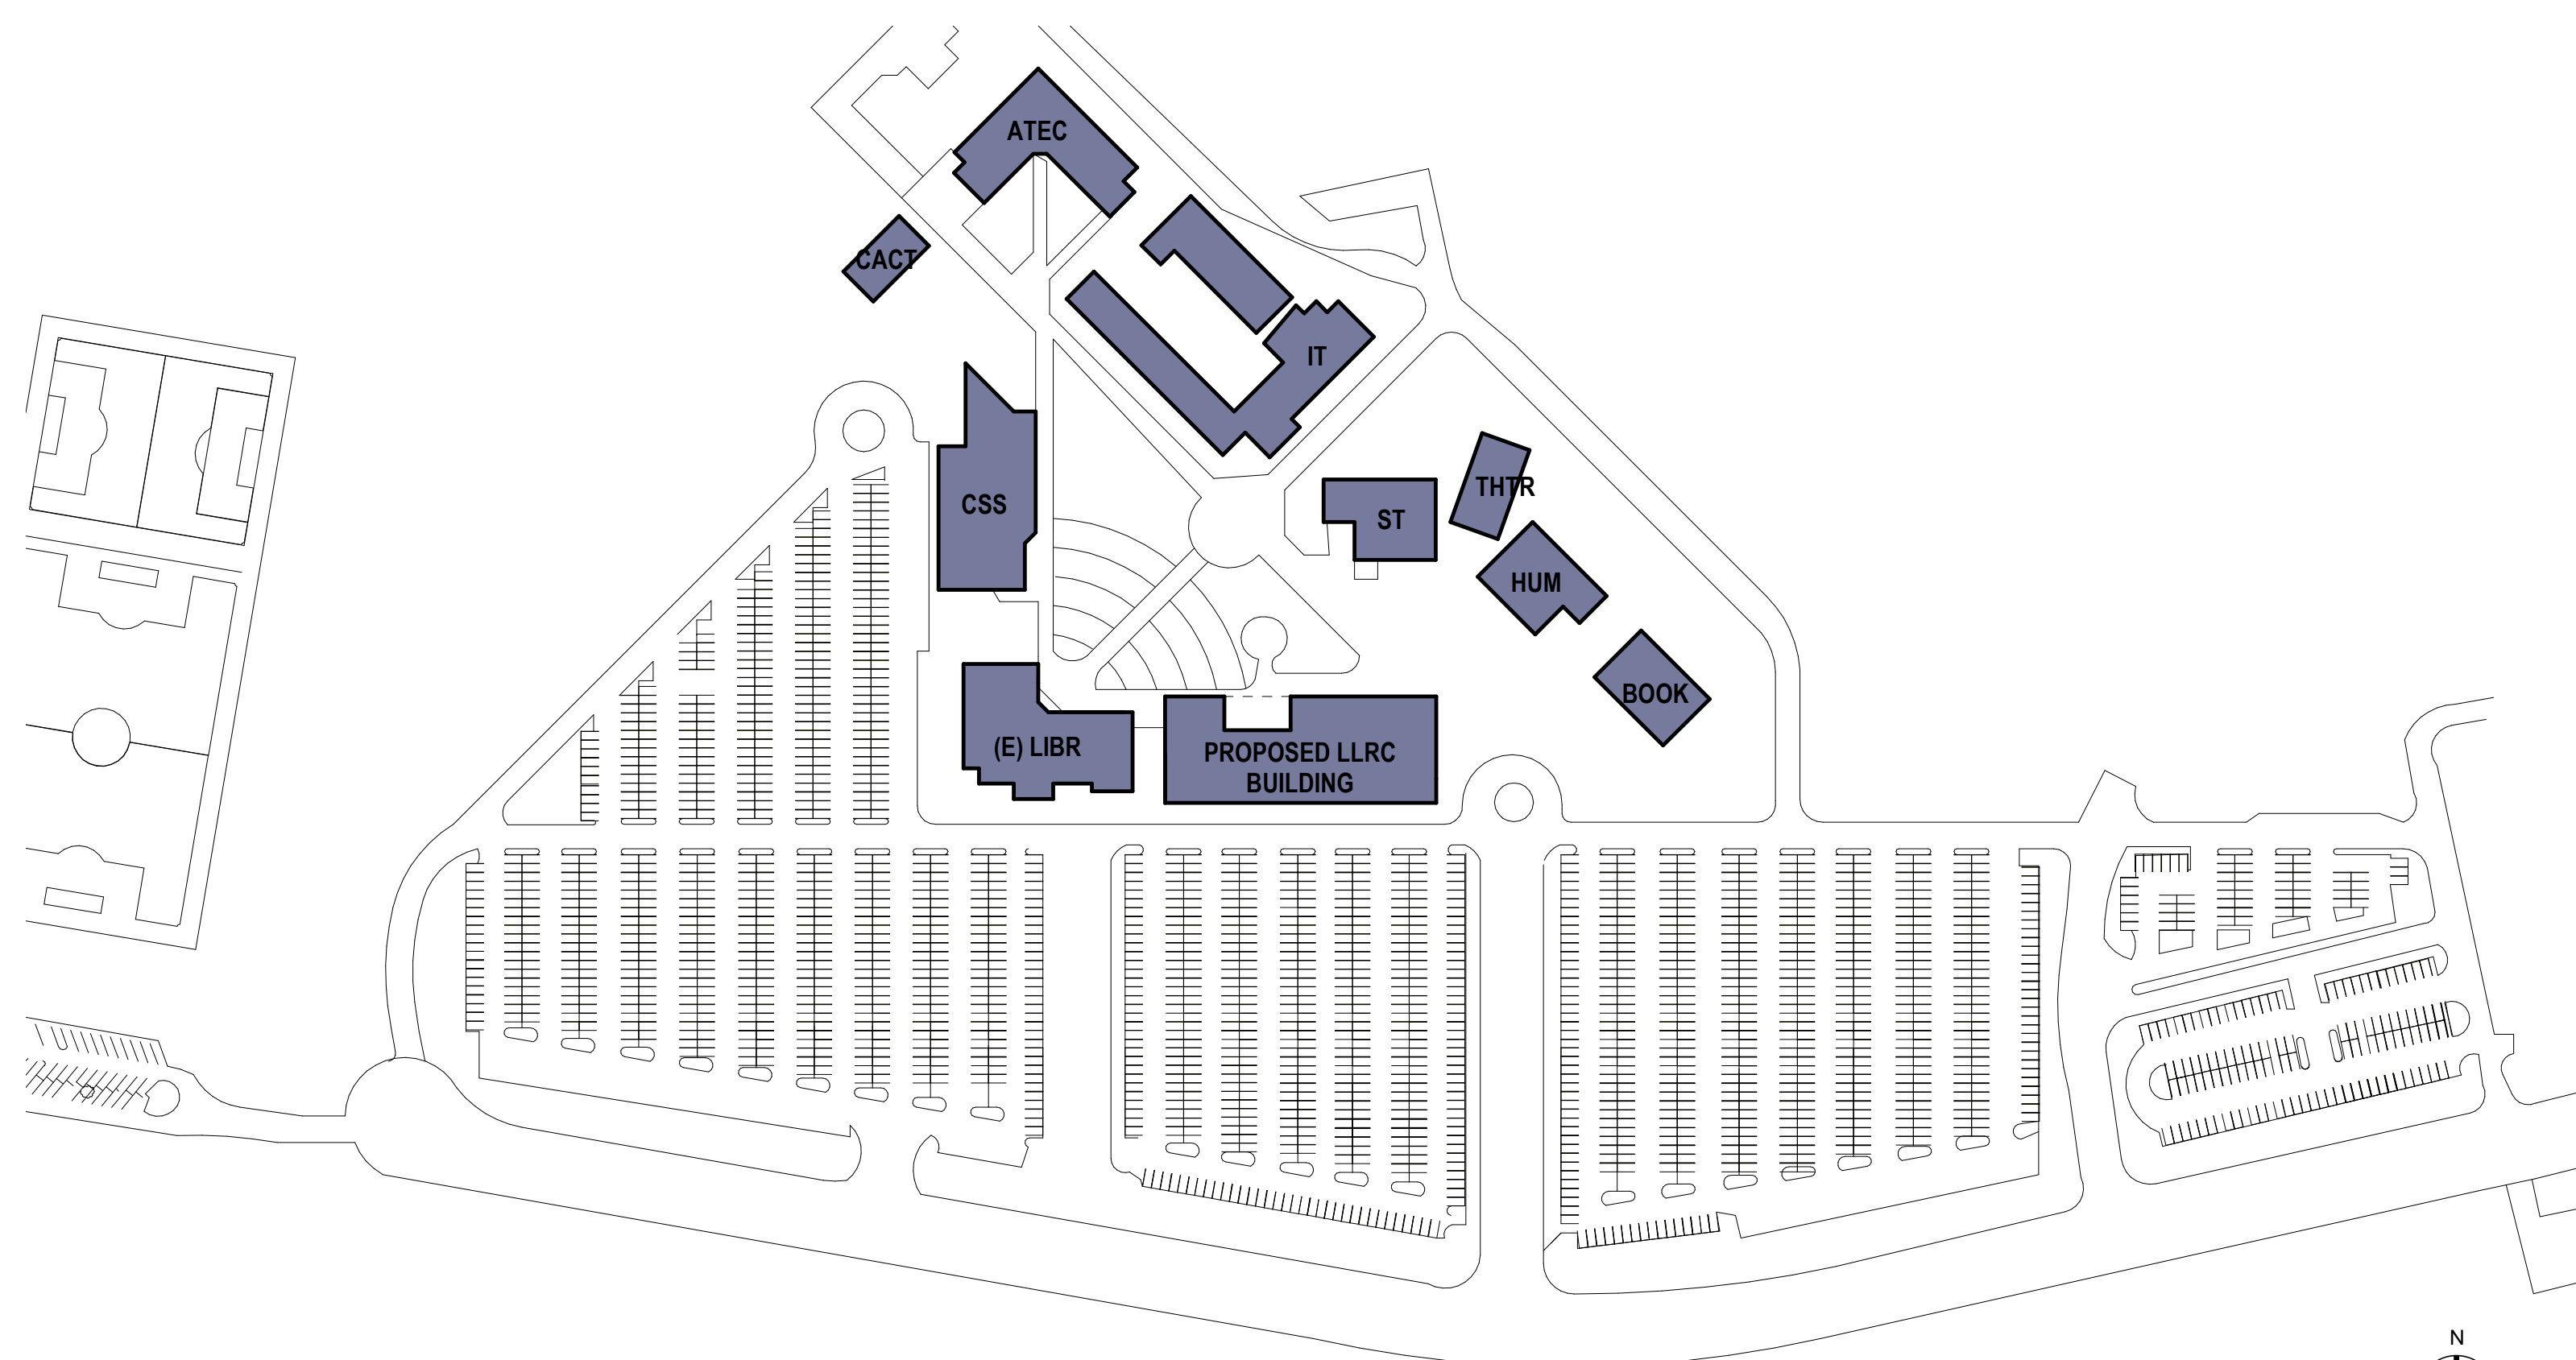 ATEC
CACT
IT
THTR
CSS
ST
HUM
BOOK
(E) LIBR
PROPOSED LLRC
BUILDING
N